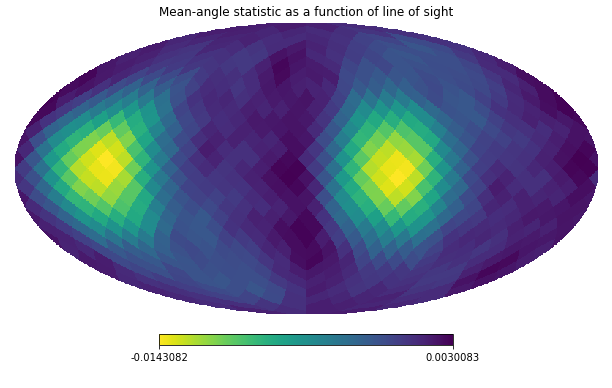 Mean-angle statistic as a function of line of sight
-0.0143082 0.0030083